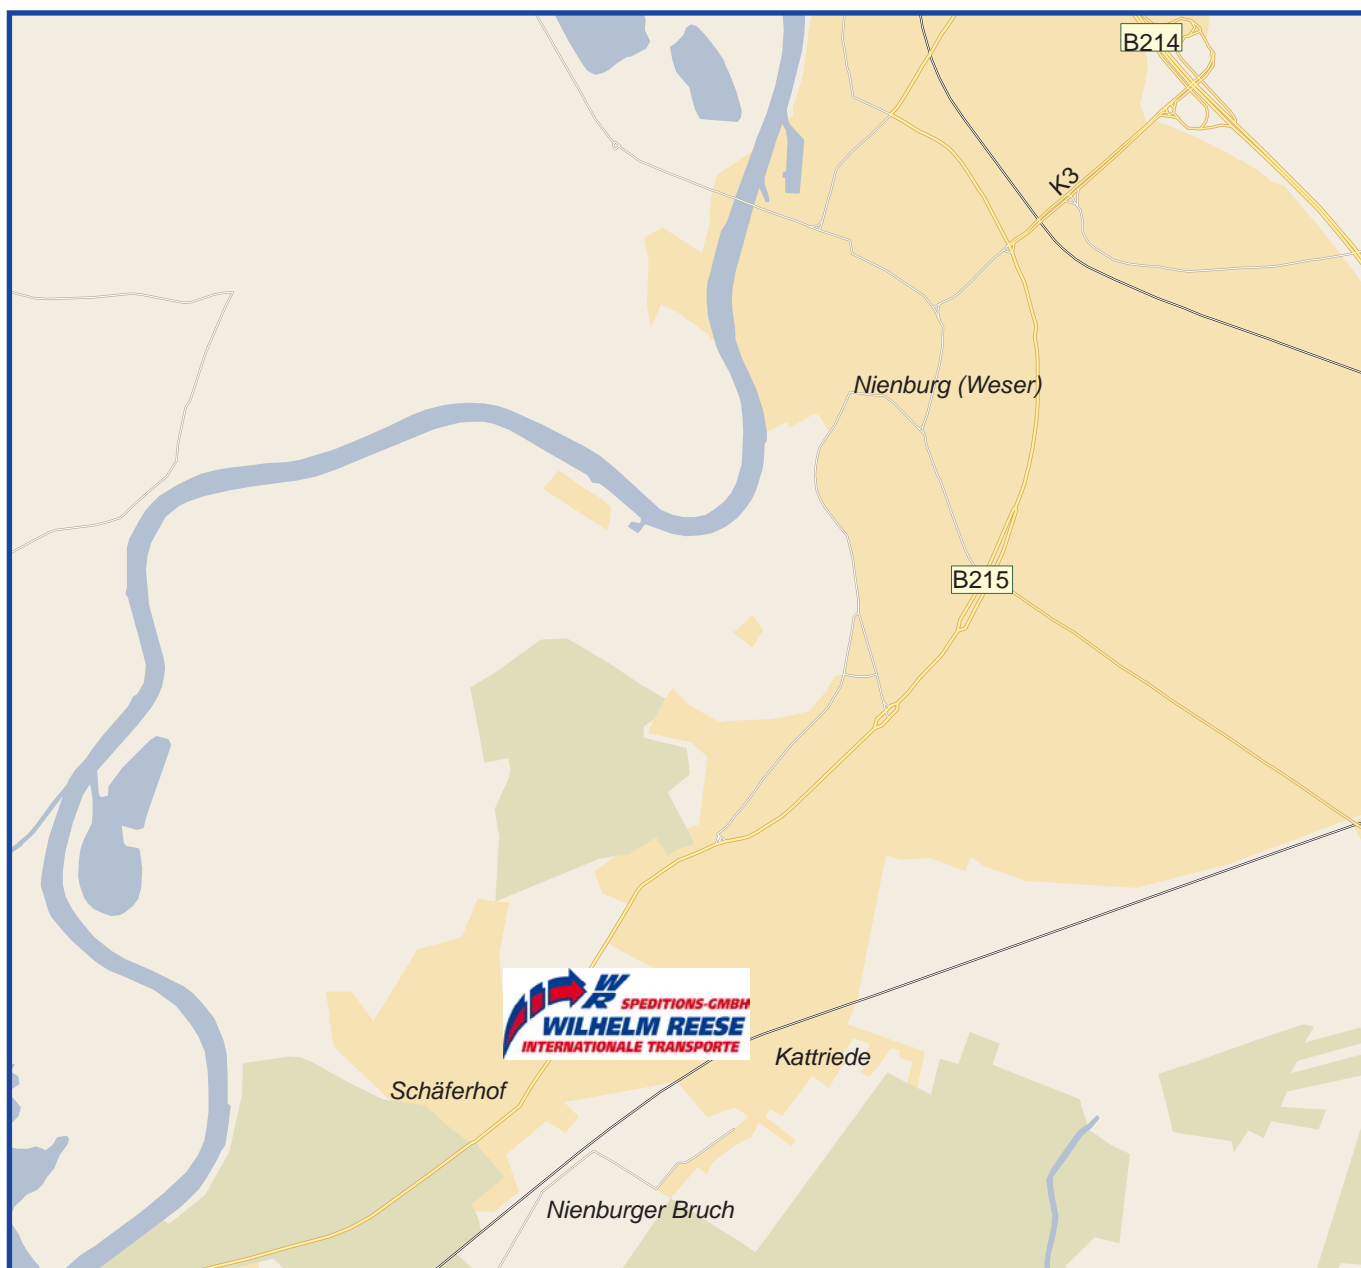 B214
K3
Nienburg (Weser)
B215
WR
SPEDITIONS-GMBH
WILHELM REESE
INTERNATIONALE TRANSPORTE
Kattriede
Schäferhof
Nienburger Bruch